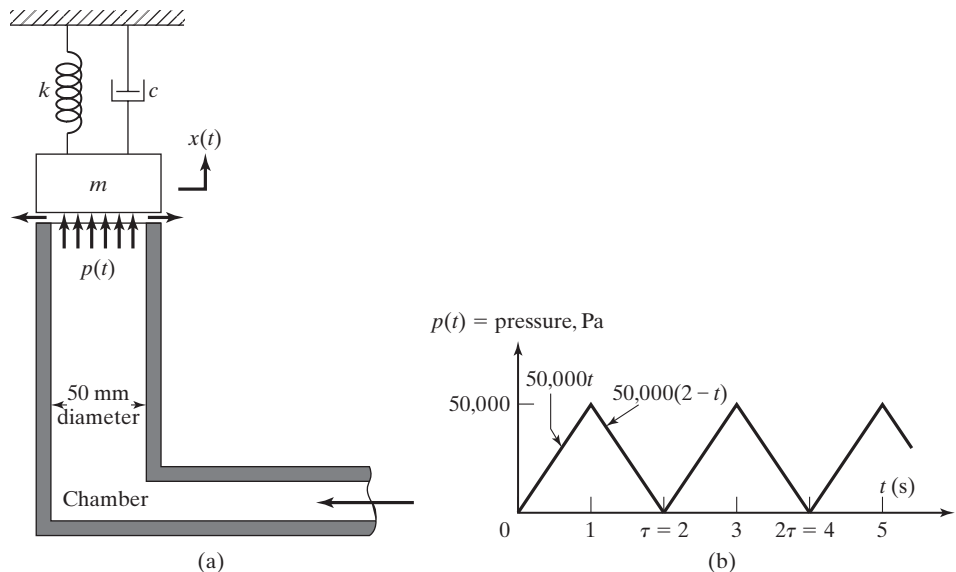 k
c
x(t)
m
p(t)
50 mm
diameter
Chamber
(a)
p(t) = pressure, Pa
50,000t
50,000(2 − t)
50,000
t (s)
0 1 τ = 2 3 2τ = 4 5
(b)